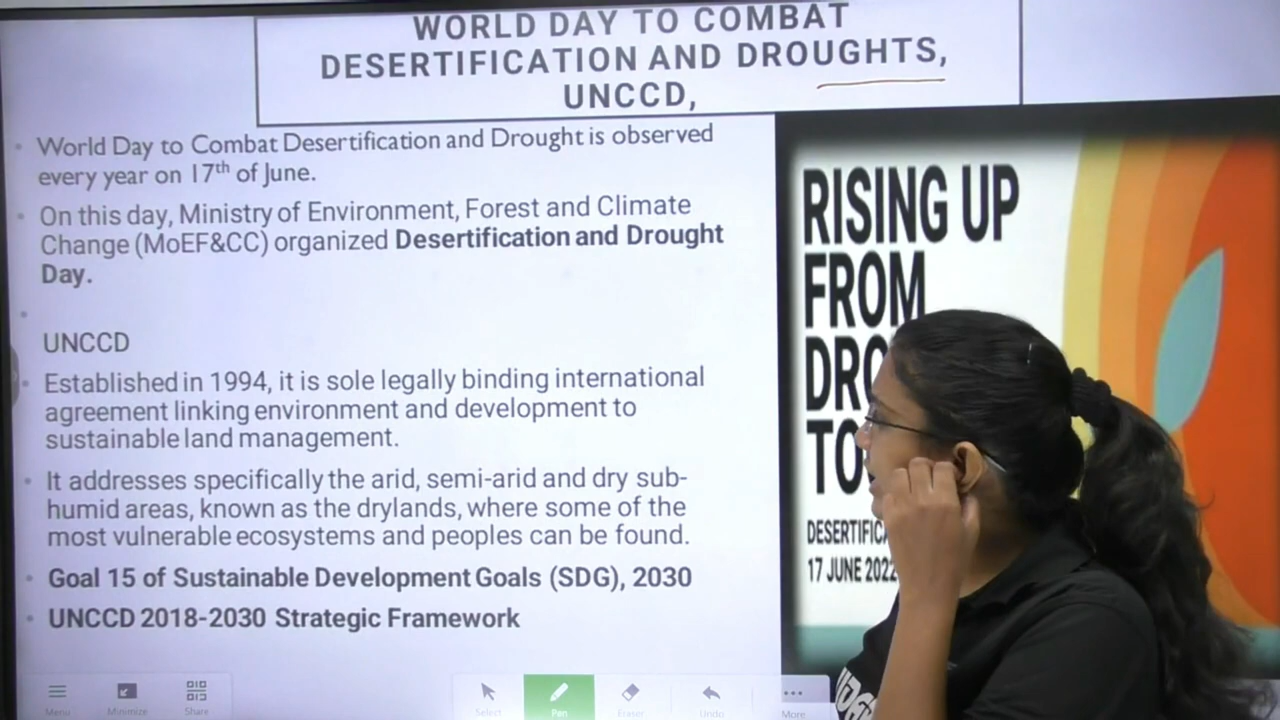 WORLD DAY TO COMBAT
DESERTIFICATION AND DROUGHTS,
UNCCD,
World Day to Combat Desertification and Drought is observed
every year on 17th of June.
On this day, Ministry of Environment, Forest and Climate
Change (MoEF&CC) organized Desertification and Drought
Day.
UNCCD
Established in 1994, it is sole legally binding international
agreement linking environment and development to
sustainable land management.
It addresses specifically the arid, semi-arid and dry sub-
humid areas, known as the drylands, where some of the
most vulnerable ecosystems and peoples can be found.
Goal 15 of Sustainable Development Goals (SDG), 2030
UNCCD 2018-2030 Strategic Framework
RISING UP
FROM
17 JUNE 2022
Menu
Minimize
Share
Select
Pen
Eraser
Undo
More